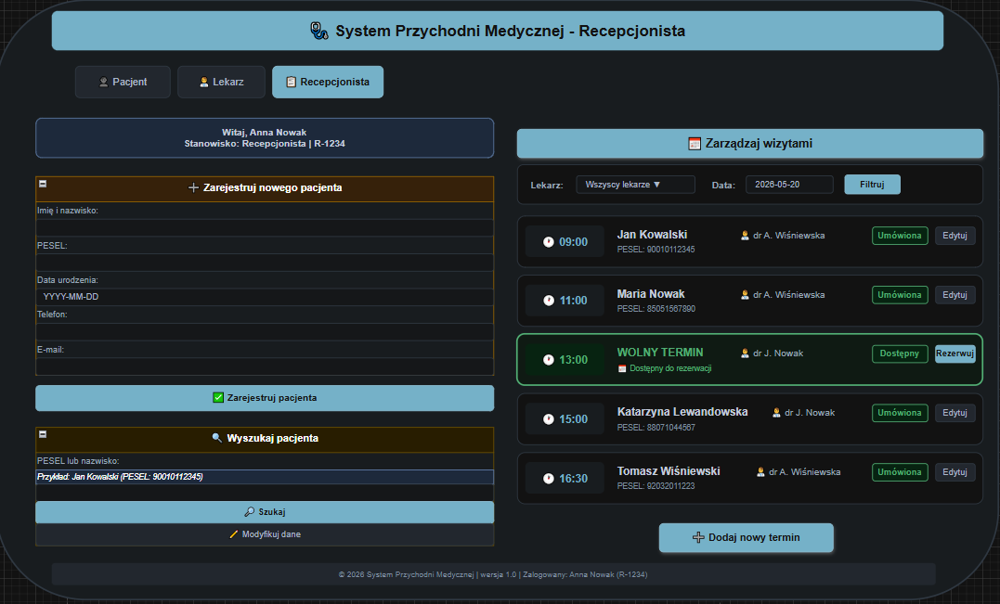 System Przychodni Medycznej - Recepcjonista
Pacjent
Lekarz
Recepcjonista
Witaj, Anna Nowak
Stanowisko: Recepcjonista | R-1234
Zarejestruj nowego pacjenta
Imię i nazwisko:
PESEL:
Data urodzenia:
YYYY-MM-DD
Telefon:
E-mail:
Zarejestruj pacjenta
Wyszukaj pacjenta
PESEL lub nazwisko:
Przykład: Jan Kowalski (PESEL: 90010112345)
Szukaj
Modyfikuj dane
Zarządzaj wizytami
Lekarz: Wszyscy lekarze ▼ Data: 2026-05-20 Filtruj
09:00 Jan Kowalski dr A. Wiśniewska Umówiona Edytuj
PESEL: 90010112345
11:00 Maria Nowak dr A. Wiśniewska Umówiona Edytuj
PESEL: 85051567890
13:00 WOLNY TERMIN dr J. Nowak Dostępny Rezerwuj
Dostępny do rezerwacji
15:00 Katarzyna Lewandowska dr J. Nowak Umówiona Edytuj
PESEL: 88071044567
16:30 Tomasz Wiśniewski dr A. Wiśniewska Umówiona Edytuj
PESEL: 92032011223
Dodaj nowy termin
© 2026 System Przychodni Medycznej | wersja 1.0 | Zalogowany: Anna Nowak (R-1234)